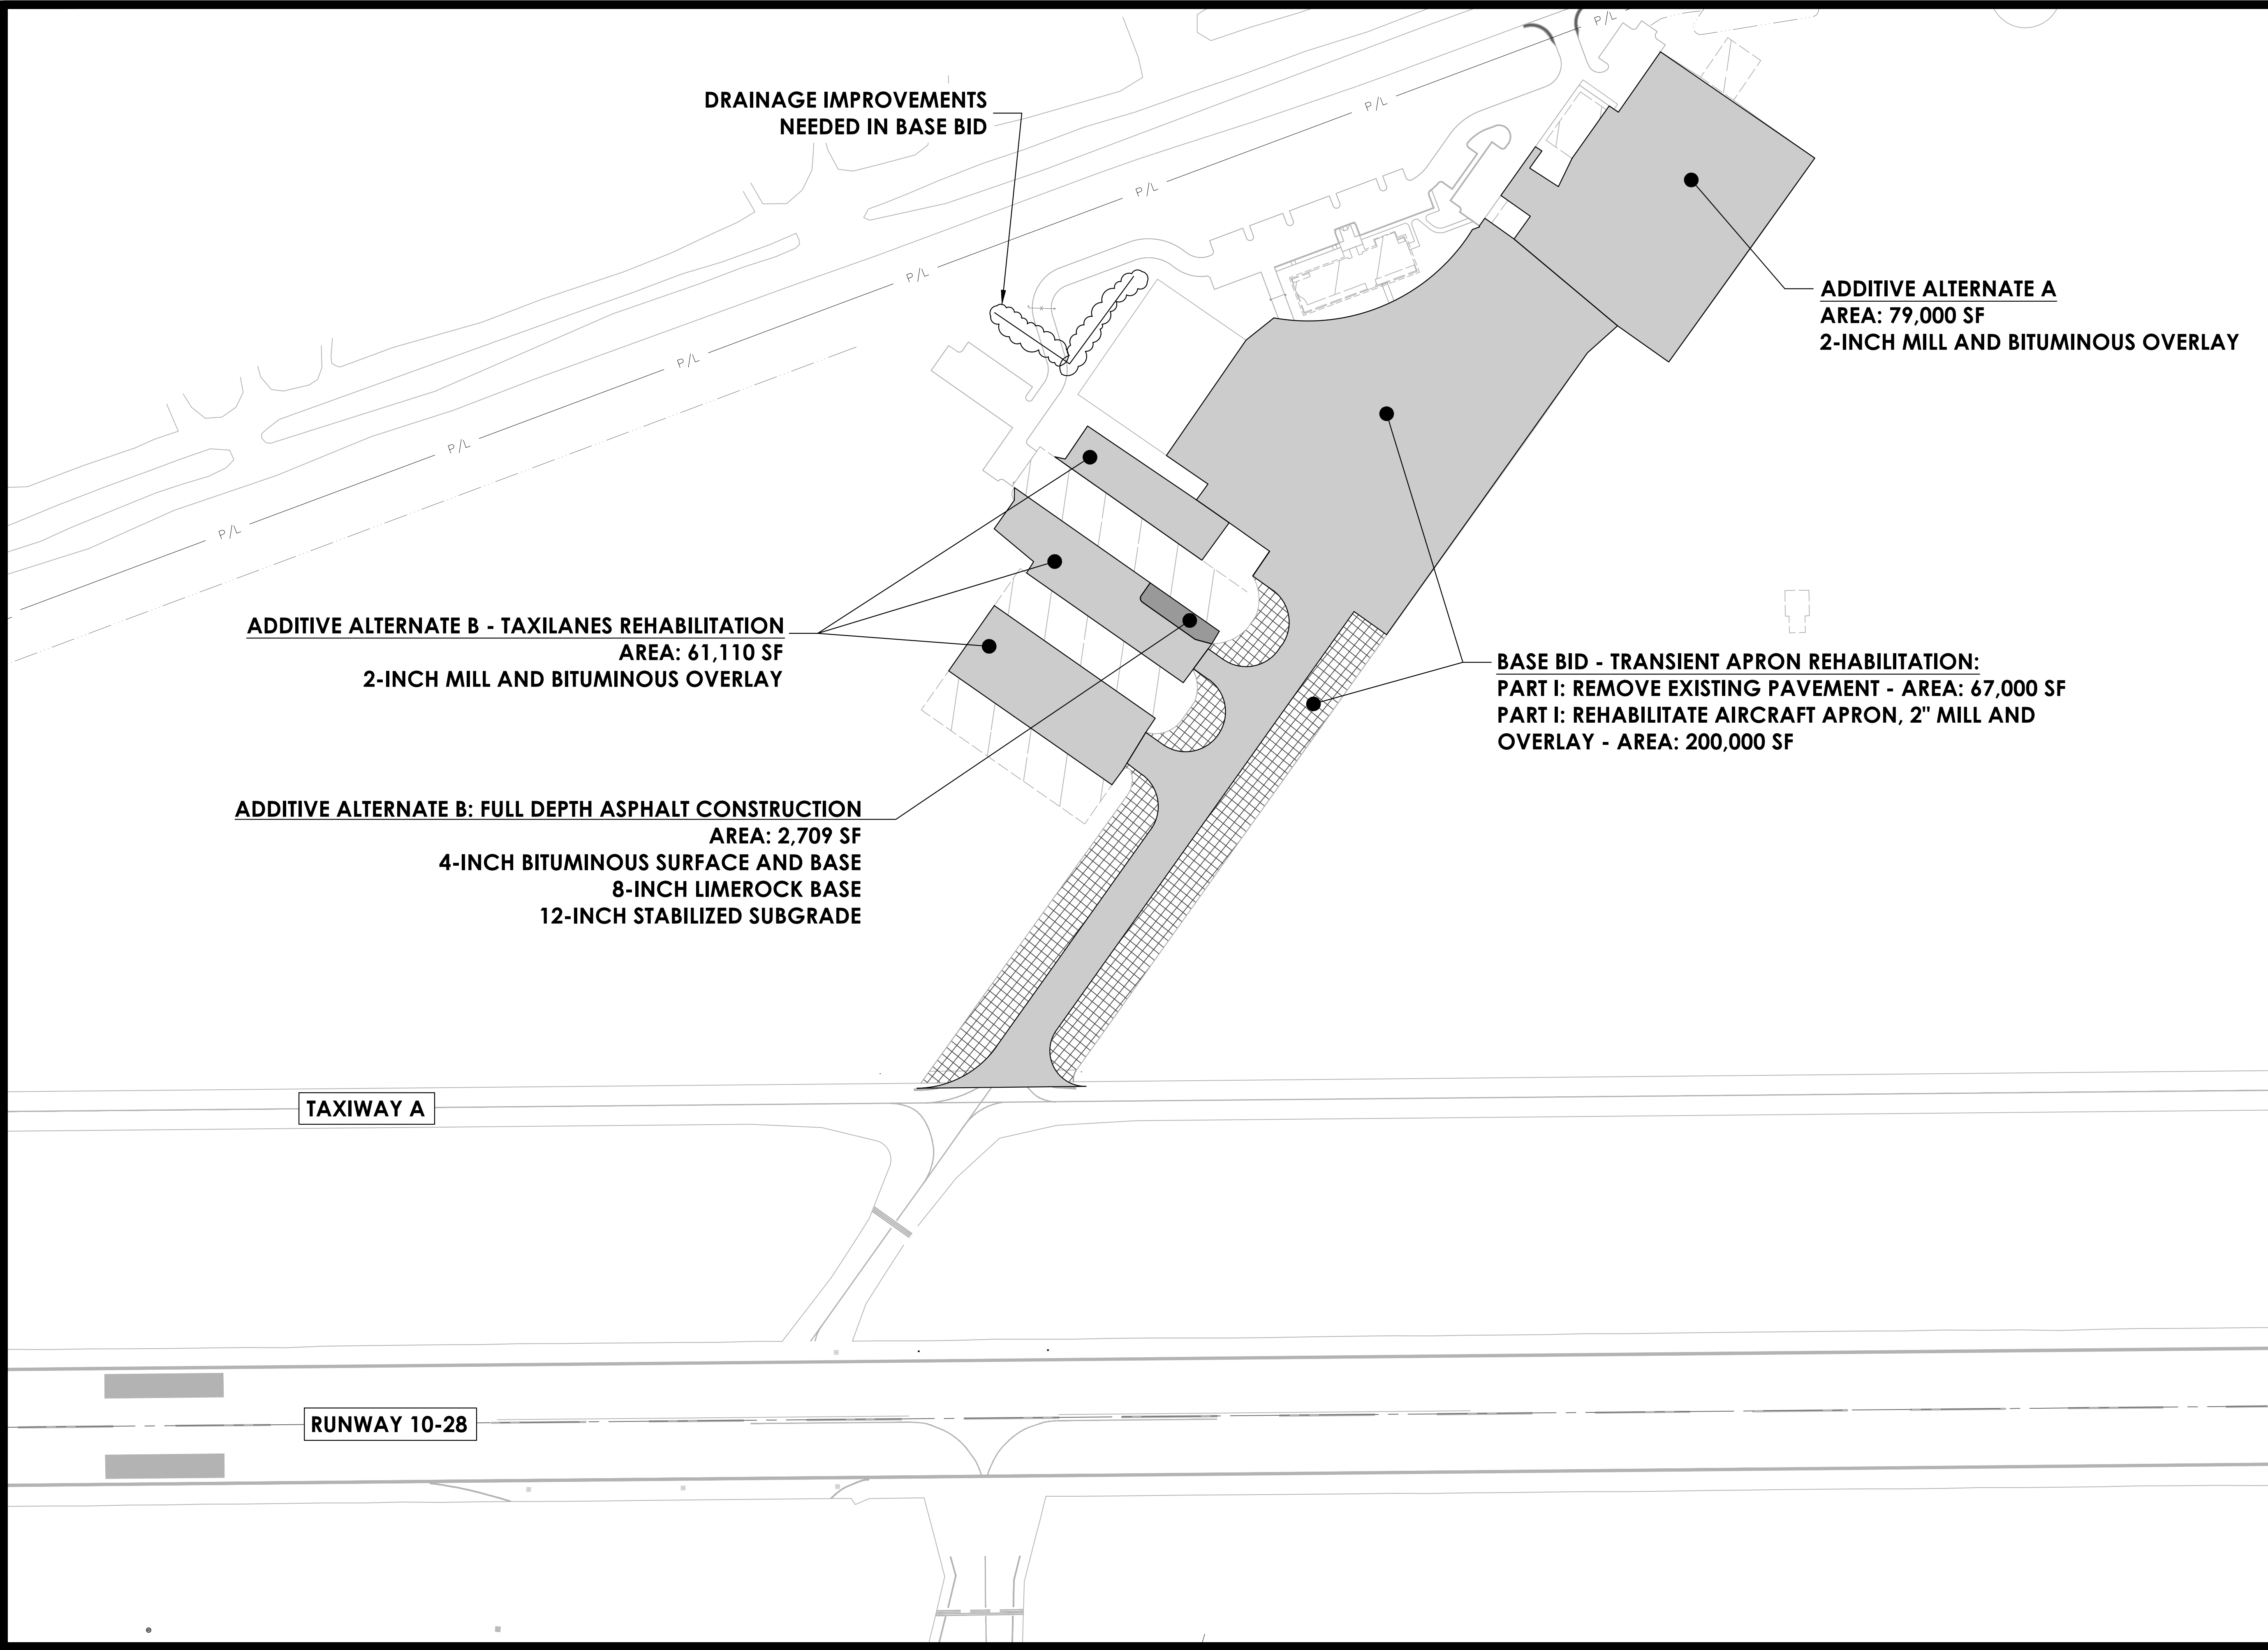 P/L
DRAINAGE IMPROVEMENTS
NEEDED IN BASE BID
P/L
P/L
P/L
ADDITIVE ALTERNATE A
AREA: 79,000 SF
2-INCH MILL AND BITUMINOUS OVERLAY
P/L
P/L
P/L
ADDITIVE ALTERNATE B - TAXILANES REHABILITATION
AREA: 61,110 SF
2-INCH MILL AND BITUMINOUS OVERLAY
BASE BID - TRANSIENT APRON REHABILITATION:
PART I: REMOVE EXISTING PAVEMENT - AREA: 67,000 SF
PART I: REHABILITATE AIRCRAFT APRON, 2" MILL AND
OVERLAY - AREA: 200,000 SF
ADDITIVE ALTERNATE B: FULL DEPTH ASPHALT CONSTRUCTION
AREA: 2,709 SF
4-INCH BITUMINOUS SURFACE AND BASE
8-INCH LIMEROCK BASE
12-INCH STABILIZED SUBGRADE
TAXIWAY A
RUNWAY 10-28